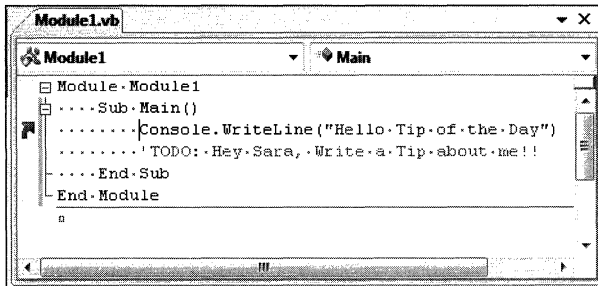 Module1.vb
Module1
Main
Module·Module1
····Sub·Main()
········Console.WriteLine("Hello·Tip·of·the·Day")
········'TODO:·Hey·Sara,·Write·a·Tip·about·me!!
····End·Sub
End·Module